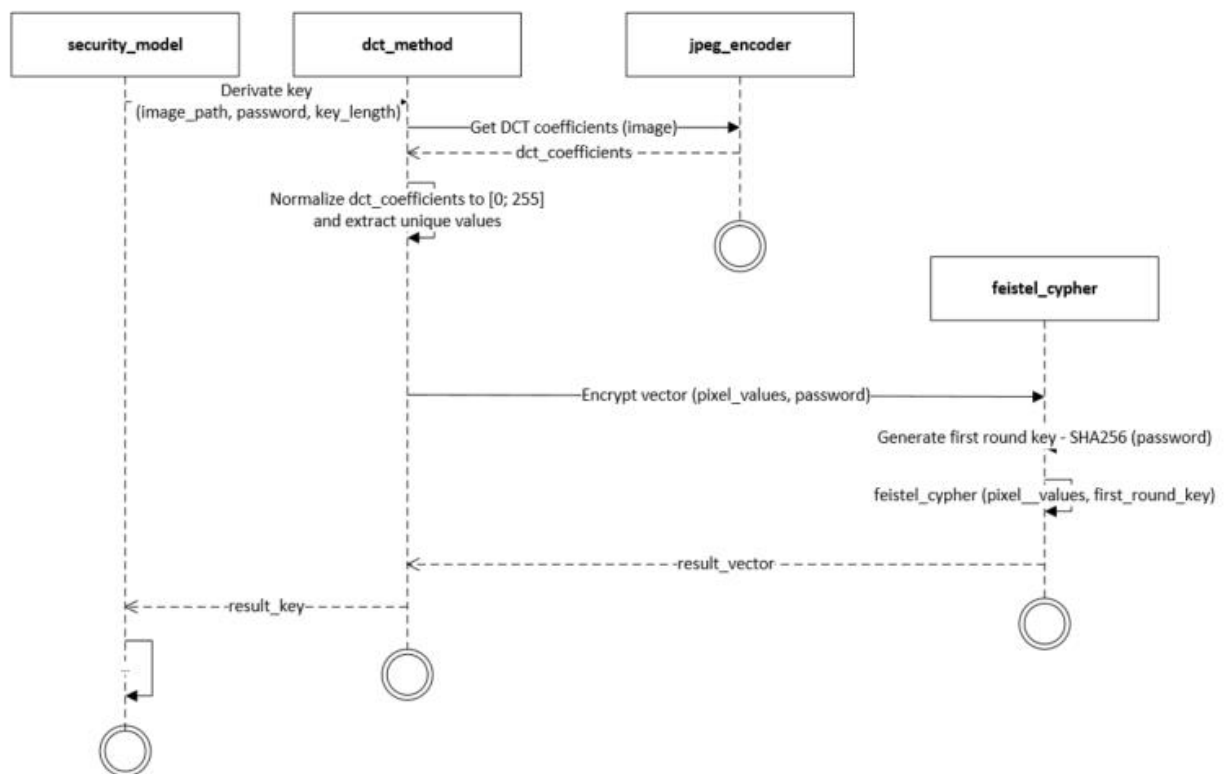 security_model
dct_method
jpeg_encoder
Derivate key
(image_path, password, key_length)
Get DCT coefficients (image)
dct_coefficients
Normalize dct_coefficients to [0; 255]
and extract unique values
feistel_cypher
Encrypt vector (pixel_values, password)
Generate first round key - SHA256 (password)
feistel_cypher (pixel__values, first_round_key)
result_vector
result_key
...